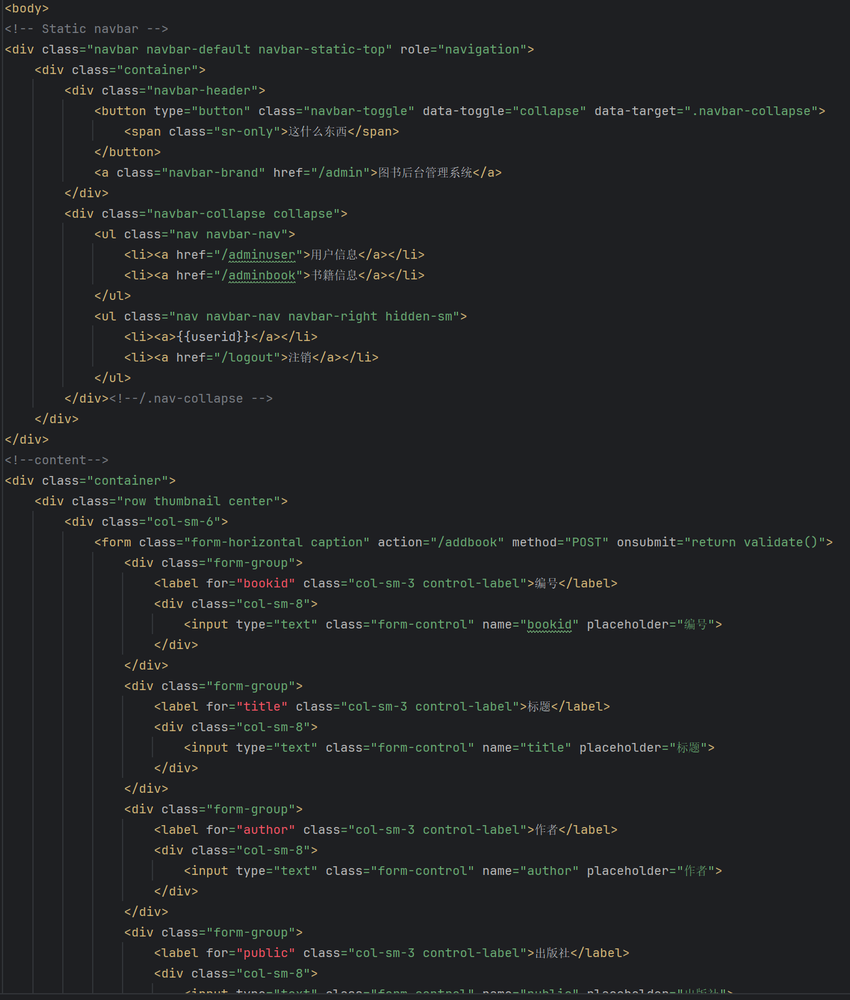 <body>
<!-- Static navbar -->
<div class="navbar navbar-default navbar-static-top" role="navigation">
    <div class="container">
        <div class="navbar-header">
            <button type="button" class="navbar-toggle" data-toggle="collapse" data-target=".navbar-collapse">
                <span class="sr-only">这什么东西</span>
            </button>
            <a class="navbar-brand" href="/admin">图书后台管理系统</a>
        </div>
        <div class="navbar-collapse collapse">
            <ul class="nav navbar-nav">
                <li><a href="/adminuser">用户信息</a></li>
                <li><a href="/adminbook">书籍信息</a></li>
            </ul>
            <ul class="nav navbar-nav navbar-right hidden-sm">
                <li><a>{{userid}}</a></li>
                <li><a href="/logout">注销</a></li>
            </ul>
        </div><!--/.nav-collapse -->
    </div>
</div>
<!--content-->
<div class="container">
    <div class="row thumbnail center">
        <div class="col-sm-6">
            <form class="form-horizontal caption" action="/addbook" method="POST" onsubmit="return validate()">
                <div class="form-group">
                    <label for="bookid" class="col-sm-3 control-label">编号</label>
                    <div class="col-sm-8">
                        <input type="text" class="form-control" name="bookid" placeholder="编号">
                    </div>
                </div>
                <div class="form-group">
                    <label for="title" class="col-sm-3 control-label">标题</label>
                    <div class="col-sm-8">
                        <input type="text" class="form-control" name="title" placeholder="标题">
                    </div>
                </div>
                <div class="form-group">
                    <label for="author" class="col-sm-3 control-label">作者</label>
                    <div class="col-sm-8">
                        <input type="text" class="form-control" name="author" placeholder="作者">
                    </div>
                </div>
                <div class="form-group">
                    <label for="public" class="col-sm-3 control-label">出版社</label>
                    <div class="col-sm-8">
                        <input type="text" class="form-control" name="public" placeholder="出版社">